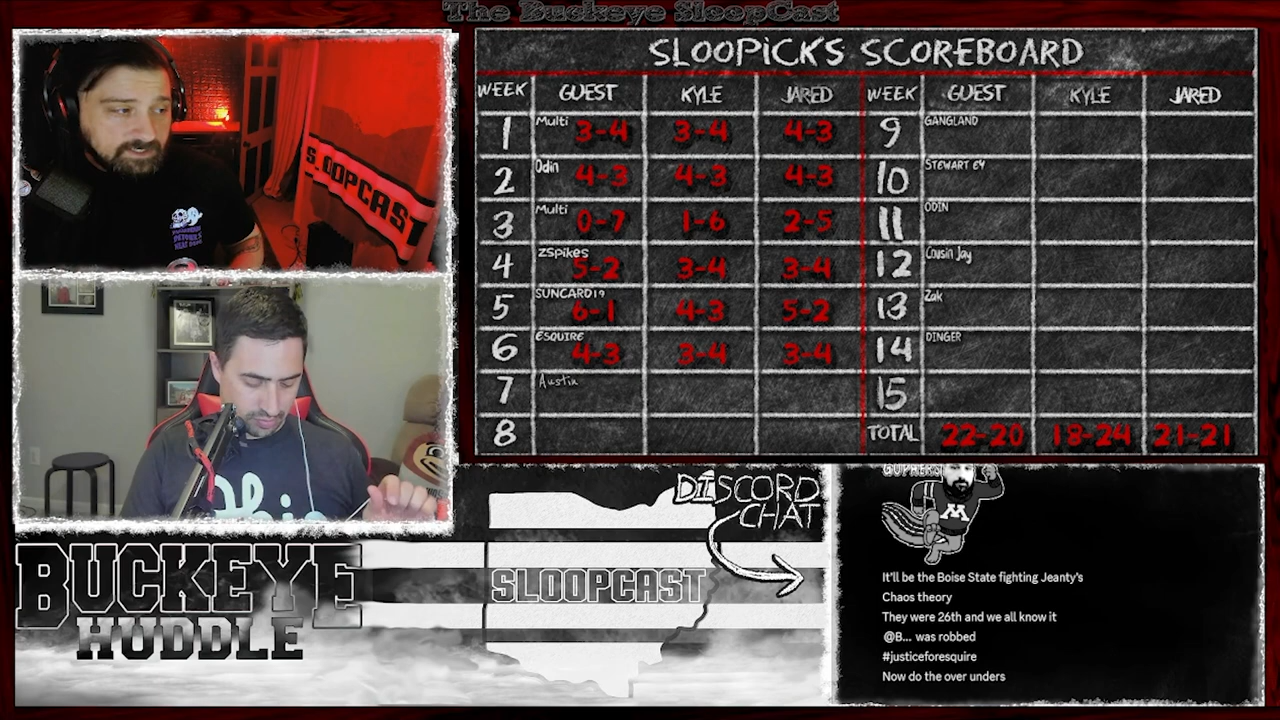 The Buckeye SloopCast
SLOOPCAST
Ohio
SLOOPICKS SCOREBOARD
WEEK GUEST KYLE JARED WEEK GUEST KYLE JARED
1 Multi 3-4 3-4 4-3 9 GANGLAND
2 Odin 4-3 4-3 4-3 10 STEWART EY
3 Multi 0-7 1-6 2-5 11 ODIN
4 ZSpikes 5-2 3-4 3-4 12 Cousin Jay
5 SUNCARD19 6-1 4-3 5-2 13 Zak
6 ESQUIRE 4-3 3-4 3-4 14 DINGER
7 Austin 15
8 TOTAL 22-20 18-24 21-21
BUCKEYE
HUDDLE
SLOOPCAST
DISCORD
CHAT
GOPHERS
M
It'll be the Boise State fighting Jeanty's
Chaos theory
They were 26th and we all know it
@B... was robbed
#justiceforesquire
Now do the over unders